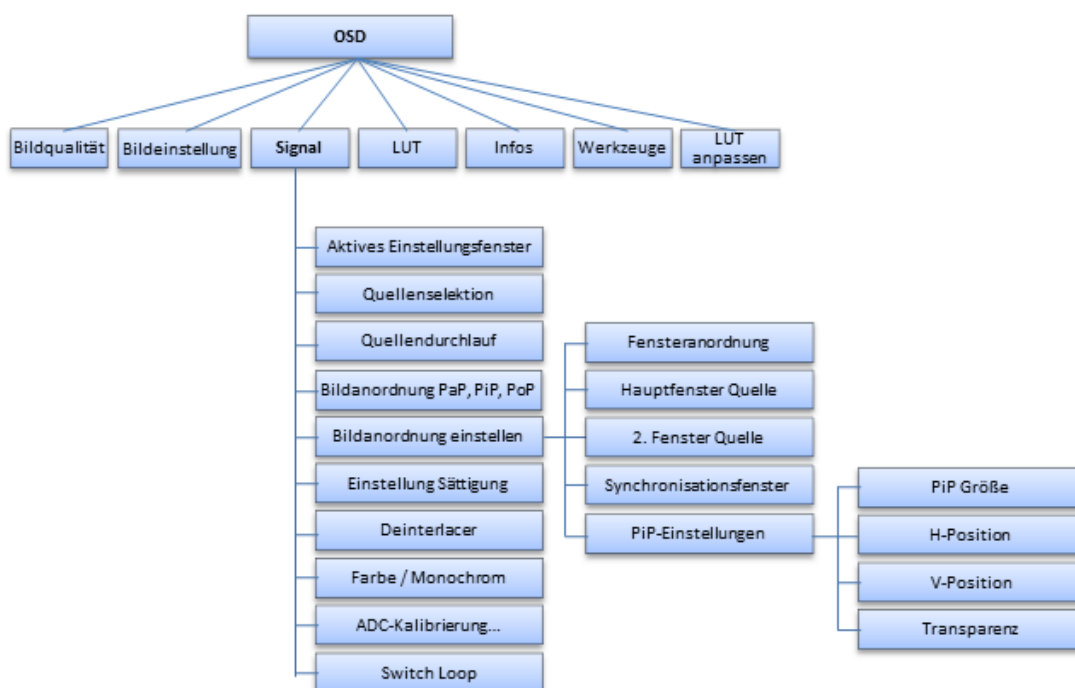 OSD
Bildqualität
Bildeinstellung
Signal
LUT
Infos
Werkzeuge
LUT
anpassen
Aktives Einstellungsfenster
Quellenselektion
Quellendurchlauf
Bildanordnung PaP, PiP, PoP
Bildanordnung einstellen
Einstellung Sättigung
Deinterlacer
Farbe / Monochrom
ADC-Kalibrierung...
Switch Loop
Fensteranordnung
Hauptfenster Quelle
2. Fenster Quelle
Synchronisationsfenster
PiP-Einstellungen
PiP Größe
H-Position
V-Position
Transparenz